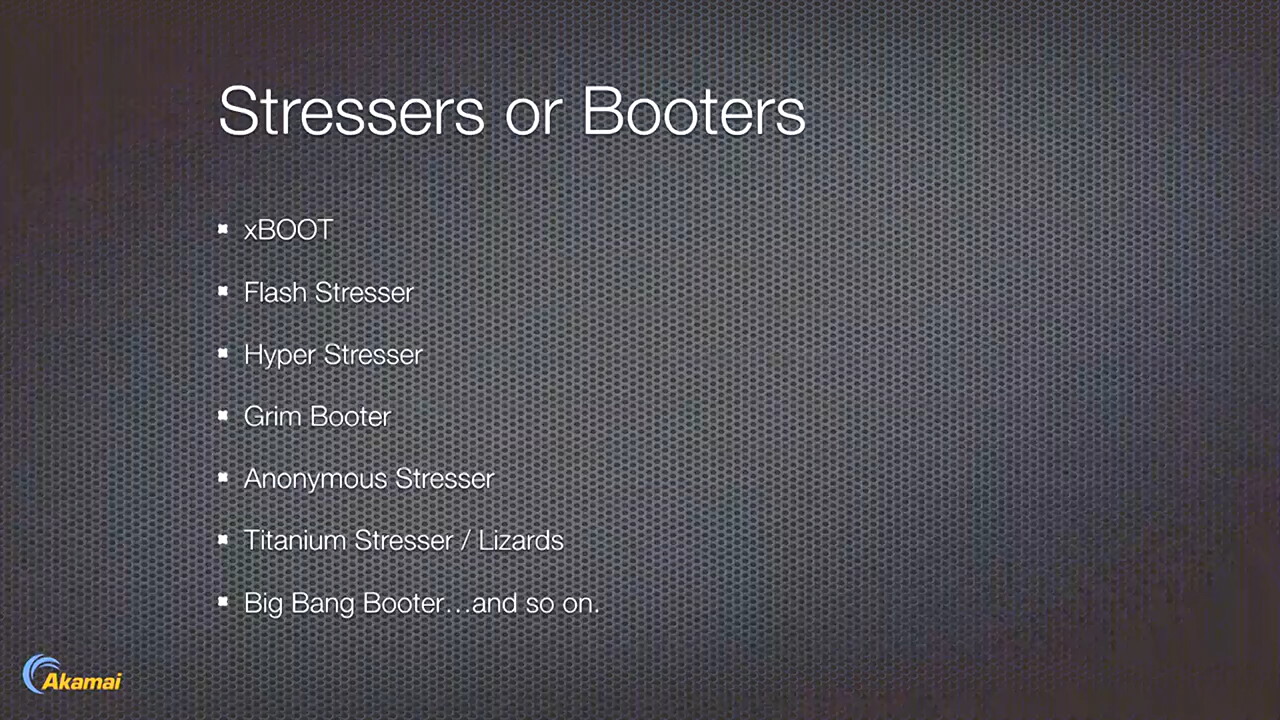 Stressers or Booters
xBOOT
Flash Stresser
Hyper Stresser
Grim Booter
Anonymous Stresser
Titanium Stresser / Lizards
Big Bang Booter…and so on.
Akamai